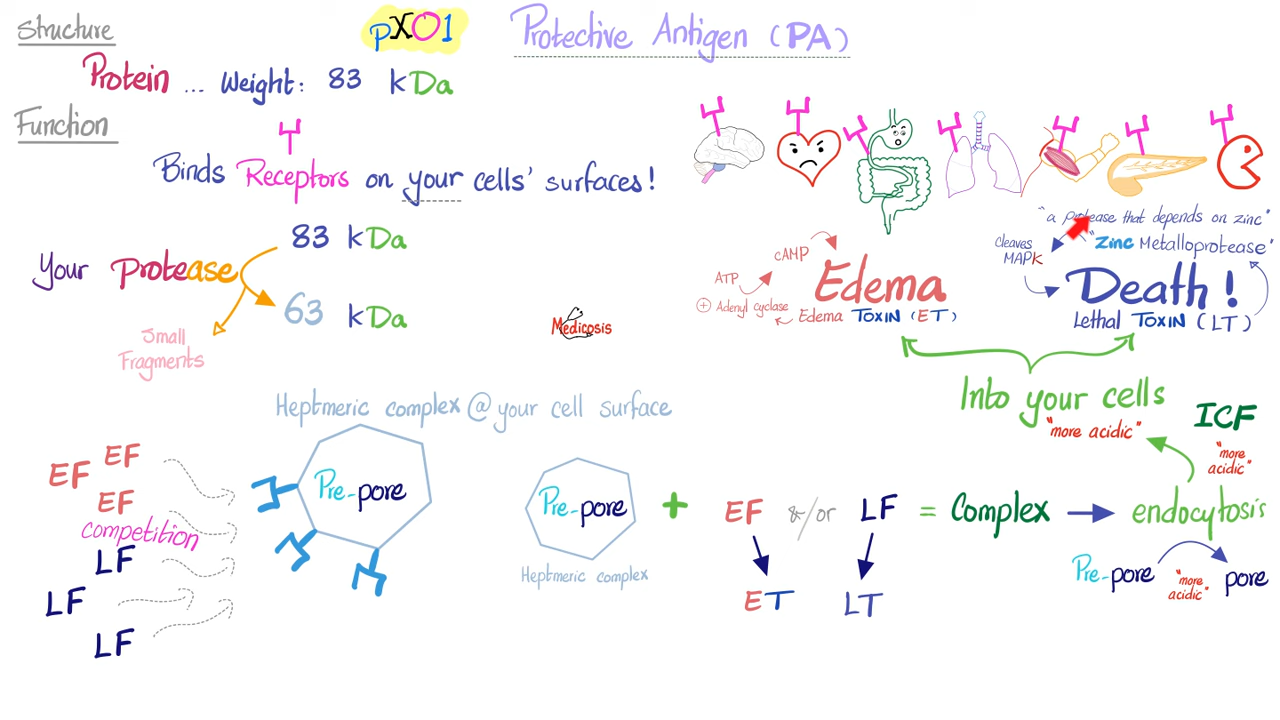 Structure
pXO1
Protective Antigen (PA)
Protein ... Weight: 83 kDa
Function
Binds Receptors on your cells' surfaces!
83 kDa
Your protease
63 kDa
Small
Fragments
Medicosis
"a protease that depends on zinc"
cleaves
MAPK
"Zinc Metalloprotease"
cAMP
ATP
Edema
Death!
+ Adenyl cyclase
Edema TOXIN (ET)
Lethal TOXIN (LT)
Into your cells
"more acidic"
ICF
"more
acidic"
Heptmeric complex @ your cell surface
EF EF
EF
competition
LF
LF
LF
Pre-pore
Pre-pore
Heptmeric complex
+ EF &/or LF = Complex → endocytosis
ET LT
Pre-pore "more
acidic" pore